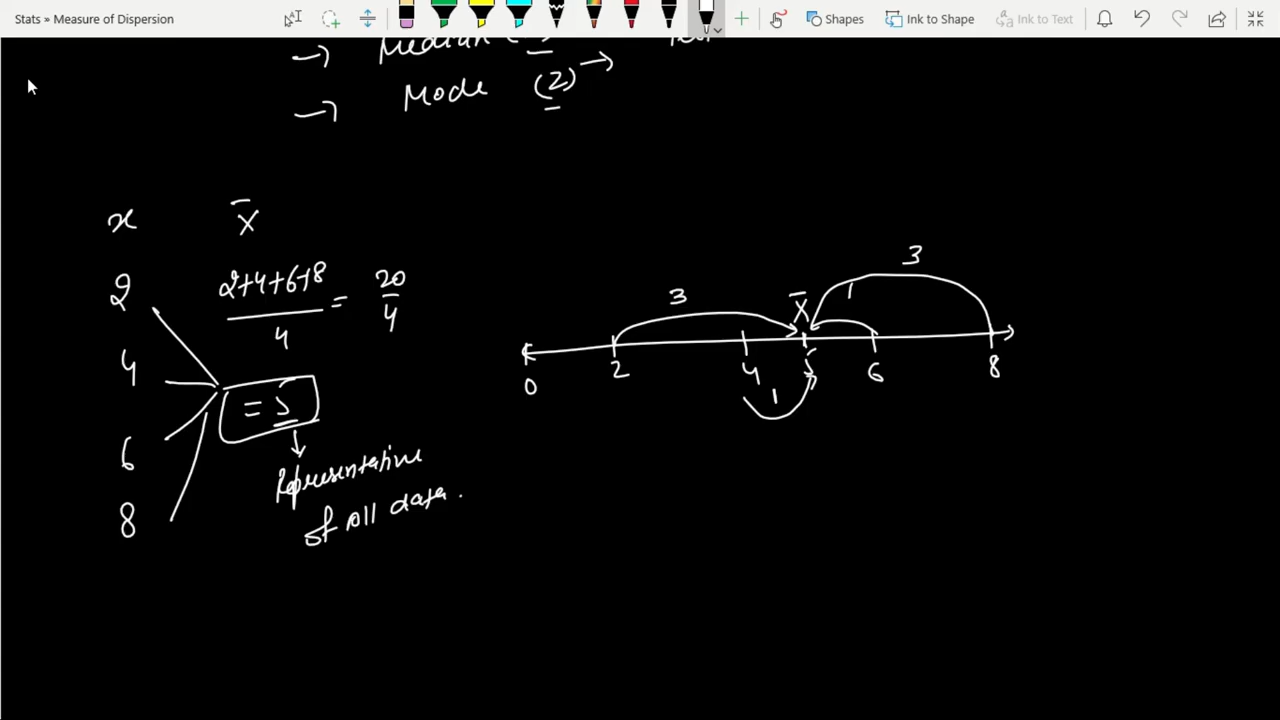 Stats » Measure of Dispersion
Shapes
Ink to Shape
Ink to Text
→ Median
→ Mode (2) →
x X̄
2 2+4+6+8 / 4 = 20 / 4
4
= 5
6
8
Representative
of all data.
3 X̄ 1 3
0 2 4 5 6 8
1